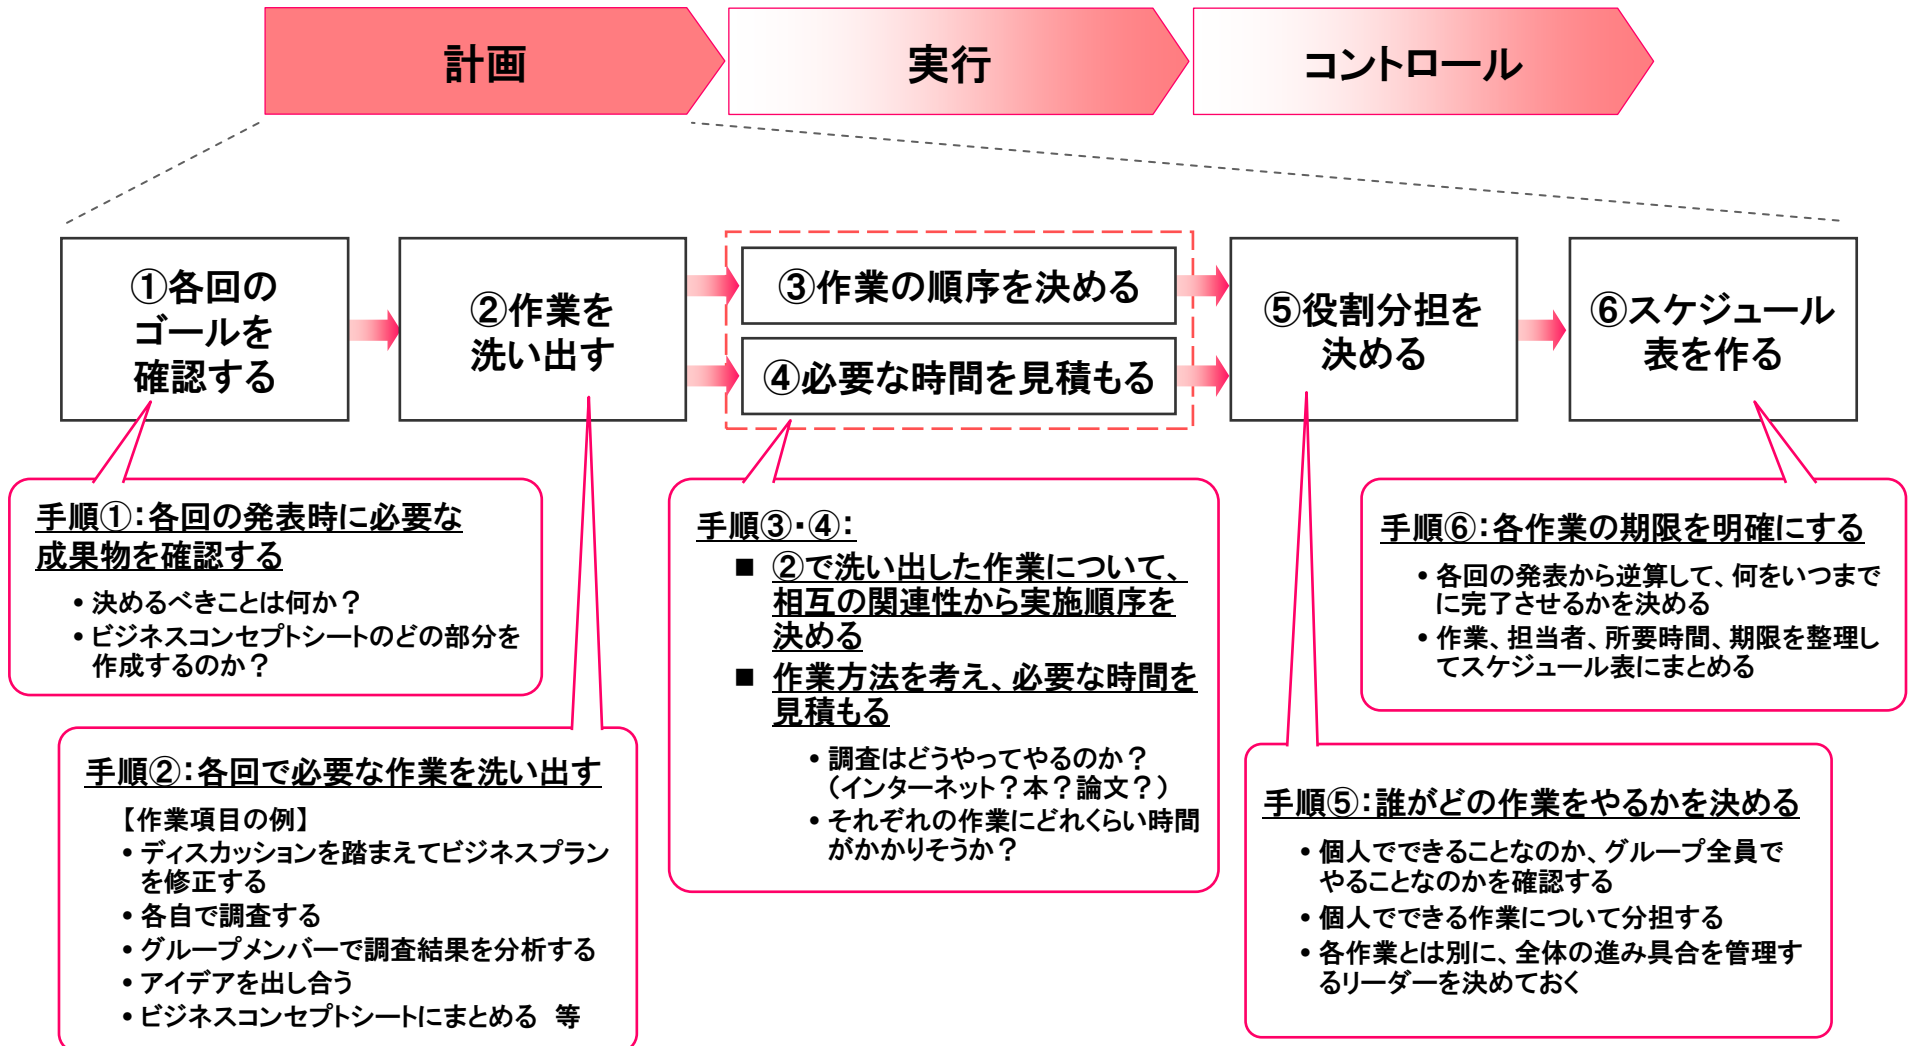 計画
実行
コントロール
①各回の
ゴールを
確認する
②作業を
洗い出す
③作業の順序を決める
④必要な時間を見積もる
⑤役割分担を
決める
⑥スケジュール
表を作る
手順①：各回の発表時に必要な
成果物を確認する
• 決めるべきことは何か？
• ビジネスコンセプトシートのどの部分を
作成するのか？
手順②：各回で必要な作業を洗い出す
【作業項目の例】
• ディスカッションを踏まえてビジネスプラン
を修正する
• 各自で調査する
• グループメンバーで調査結果を分析する
• アイデアを出し合う
• ビジネスコンセプトシートにまとめる 等
手順③・④：
■ ②で洗い出した作業について、
相互の関連性から実施順序を
決める
■ 作業方法を考え、必要な時間を
見積もる
• 調査はどうやってやるのか？
（インターネット？本？論文？）
• それぞれの作業にどれくらい時間
がかかりそうか？
手順⑤：誰がどの作業をやるかを決める
• 個人でできることなのか、グループ全員で
やることなのかを確認する
• 個人でできる作業について分担する
• 各作業とは別に、全体の進み具合を管理す
るリーダーを決めておく
手順⑥：各作業の期限を明確にする
• 各回の発表から逆算して、何をいつまで
に完了させるかを決める
• 作業、担当者、所要時間、期限を整理し
てスケジュール表にまとめる